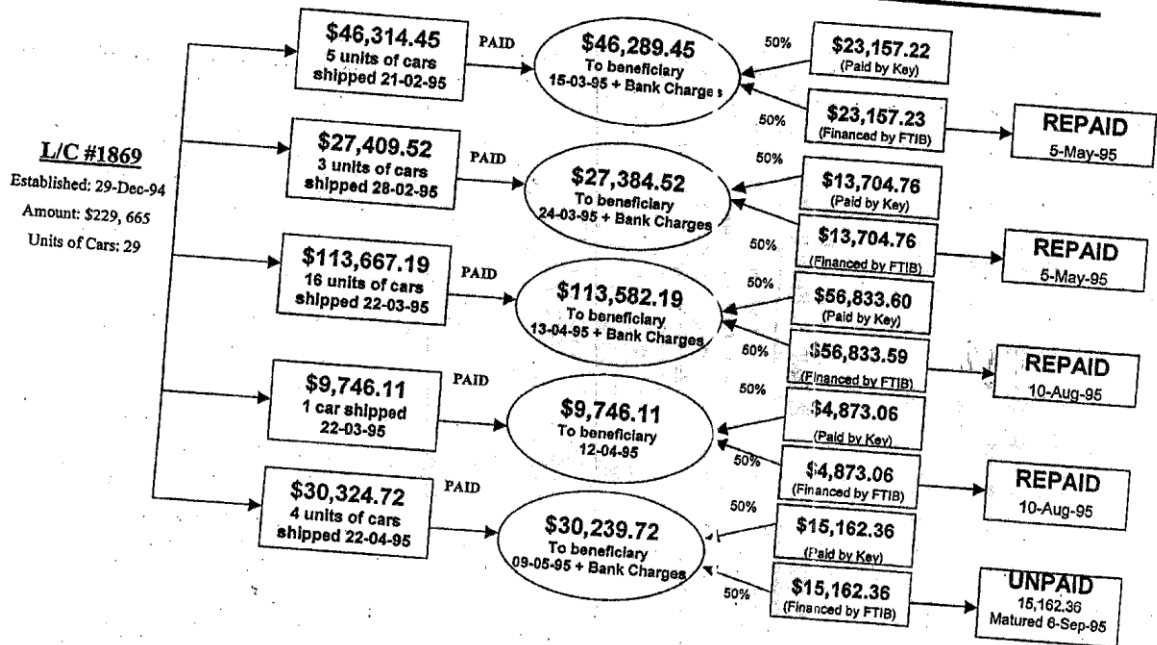 L/C #1869
Established: 29-Dec-94
Amount: $229, 665
Units of Cars: 29
$46,314.45
5 units of cars
shipped 21-02-95
PAID
$46,289.45
To beneficiary
15-03-95 + Bank Charges
50%
$23,157.22
(Paid by Key)
50%
$23,157.23
(Financed by FTIB)
REPAID
5-May-95
$27,409.52
3 units of cars
shipped 28-02-95
PAID
$27,384.52
To beneficiary
24-03-95 + Bank Charges
50%
$13,704.76
(Paid by Key)
50%
$13,704.76
(Financed by FTIB)
REPAID
5-May-95
$113,667.19
16 units of cars
shipped 22-03-95
PAID
$113,582.19
To beneficiary
13-04-95 + Bank Charges
50%
$56,833.60
(Paid by Key)
50%
$56,833.59
(Financed by FTIB)
REPAID
10-Aug-95
$9,746.11
1 car shipped
22-03-95
PAID
$9,746.11
To beneficiary
12-04-95
50%
$4,873.06
(Paid by Key)
50%
$4,873.06
(Financed by FTIB)
REPAID
10-Aug-95
$30,324.72
4 units of cars
shipped 22-04-95
PAID
$30,239.72
To beneficiary
09-05-95 + Bank Charges
50%
$15,162.36
(Paid by Key)
50%
$15,162.36
(Financed by FTIB)
UNPAID
15,162.36
Matured 6-Sep-95